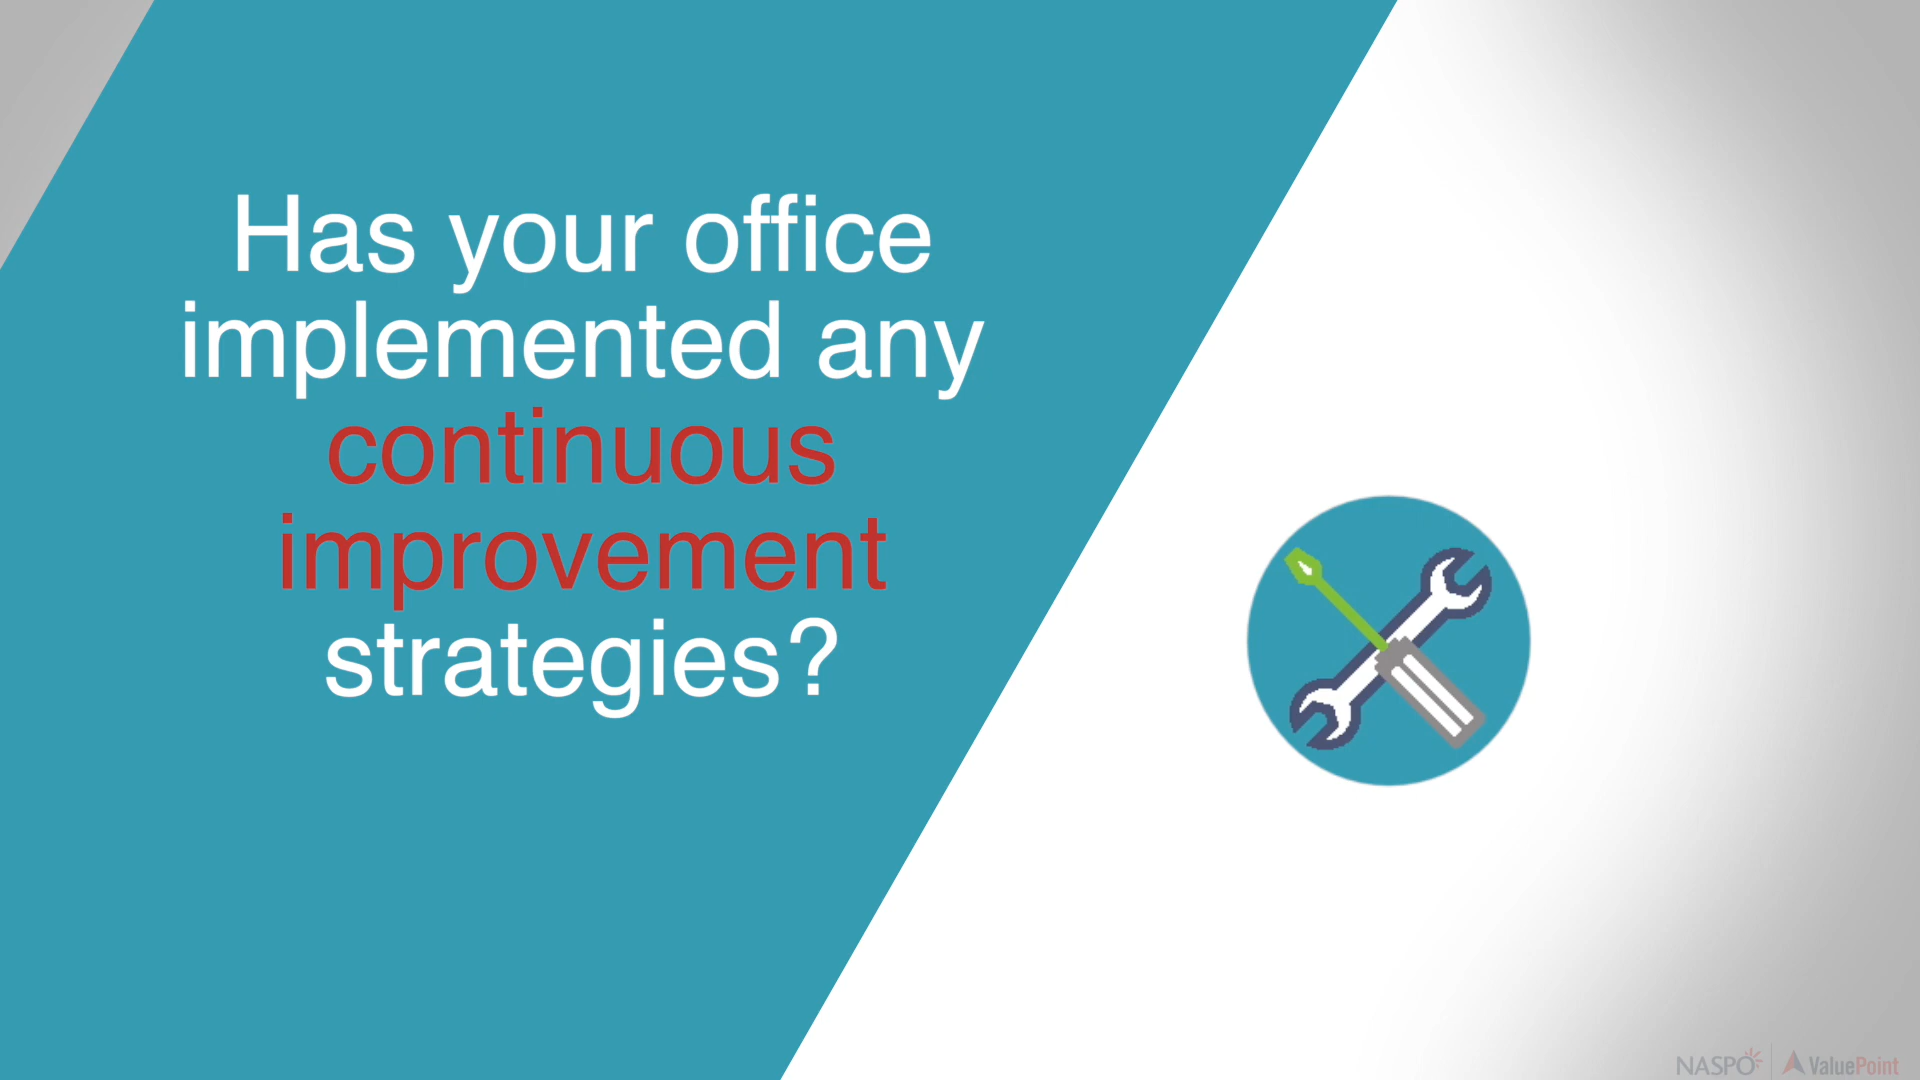 Has your office
implemented any
continuous
improvement
strategies?
NASPO ValuePoint